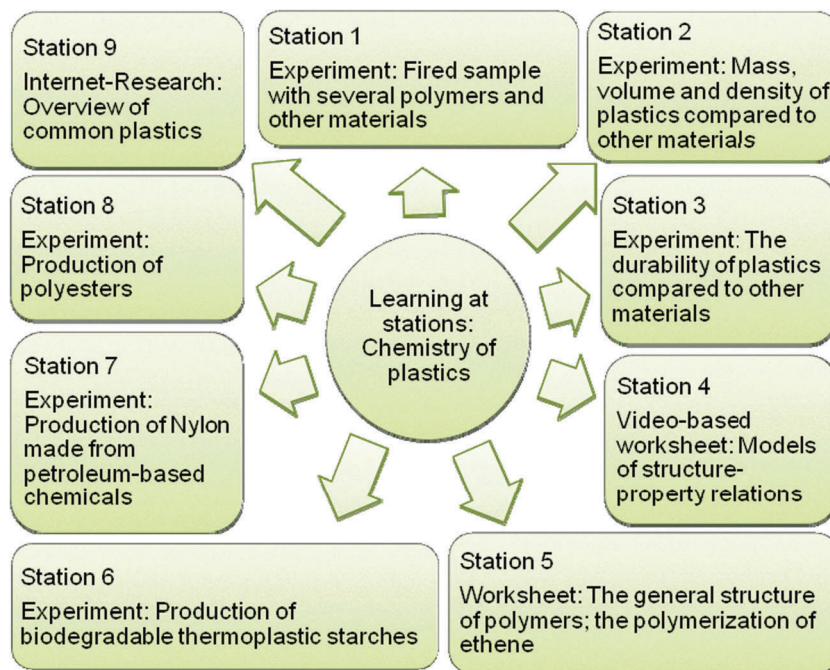 Station 9
Internet-Research:
Overview of
common plastics
Station 1
Experiment: Fired sample
with several polymers and
other materials
Station 2
Experiment: Mass,
volume and density of
plastics compared to
other materials
Station 8
Experiment:
Production of
polyesters
Station 3
Experiment: The
durability of plastics
compared to other
materials
Learning at
stations:
Chemistry of
plastics
Station 7
Experiment:
Production of Nylon
made from
petroleum-based
chemicals
Station 4
Video-based
worksheet: Models
of structure-
property relations
Station 6
Experiment: Production of
biodegradable thermoplastic starches
Station 5
Worksheet: The general structure
of polymers; the polymerization of
ethene